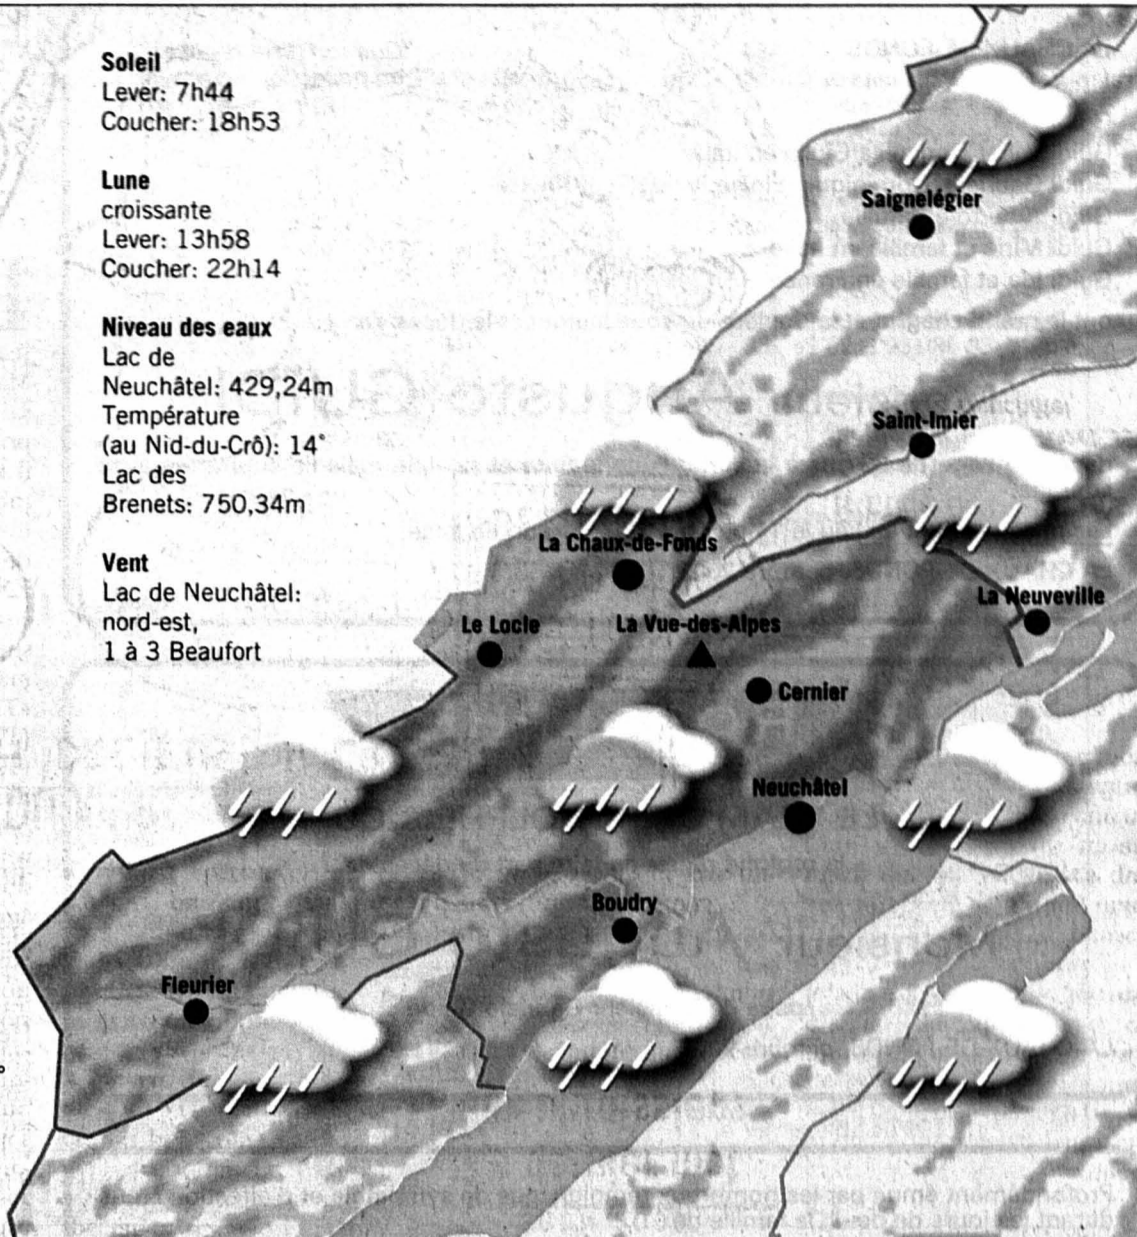 Soleil
Lever: 7h44
Coucher: 18h53
Lune
croissante
Lever: 13h58
Coucher: 22h14
Niveau des eaux
Lac de
Neuchâtel: 429,24m
Température
(au Nid-du-Crô): 14°
Lac des
Brenets: 750,34m
Vent
Lac de Neuchâtel:
nord-est,
1 à 3 Beaufort
Saignelégier
Saint-Imier
La Chaux-de-Fonds
La Neuveville
Le Locle
La Vue-des-Alpes
Cernier
Neuchâtel
Boudry
Fleurier